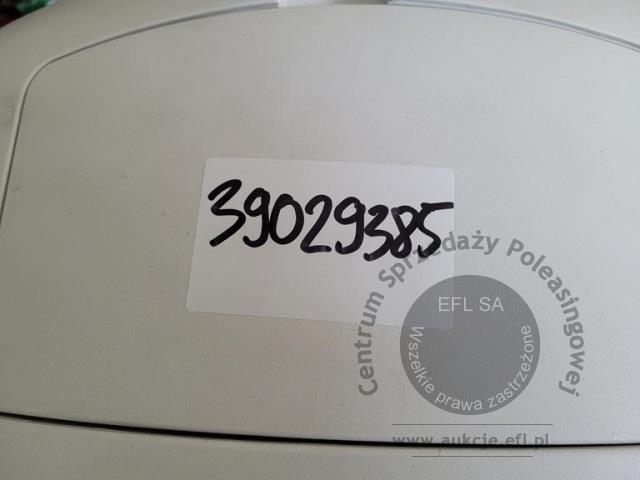 39029385
Centrum Sprzedaży Poleasingowej
EFL SA
Wszelkie prawa zastrzeżone
www.aukcje.efl.pl